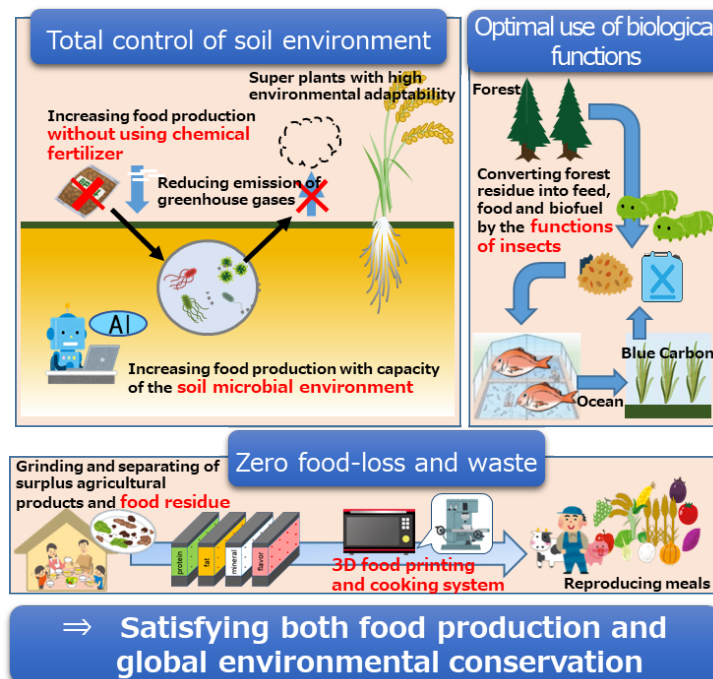 Total control of soil environment
Super plants with high
environmental adaptability
Increasing food production
without using chemical
fertilizer
Reducing emission of
greenhouse gases
AI
Increasing food production with capacity
of the soil microbial environment
Optimal use of biological
functions
Forest
Converting forest
residue into feed,
food and biofuel
by the functions
of insects
Blue Carbon
Ocean
Zero food-loss and waste
Grinding and separating of
surplus agricultural
products and food residue
protein
fat
mineral
flavor
3D food printing
and cooking system
Reproducing meals
⇒ Satisfying both food production and
global environmental conservation